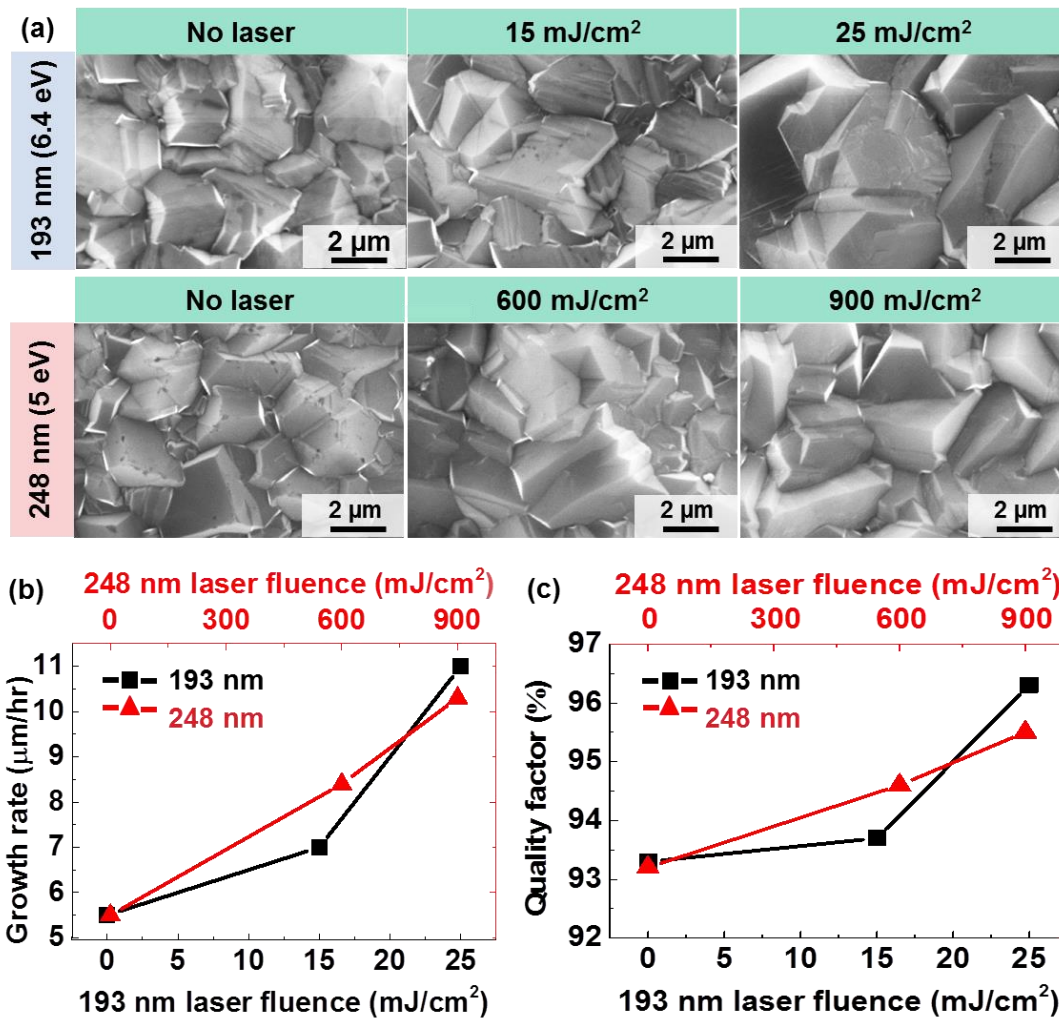 (a)
No laser 15 mJ/cm² 25 mJ/cm²
193 nm (6.4 eV)
2 µm 2 µm 2 µm
No laser 600 mJ/cm² 900 mJ/cm²
248 nm (5 eV)
2 µm 2 µm 2 µm
(b)
248 nm laser fluence (mJ/cm²)
0 300 600 900
193 nm
248 nm
Growth rate (µm/hr)
11
10
9
8
7
6
5
0 5 10 15 20 25
193 nm laser fluence (mJ/cm²)
(c)
248 nm laser fluence (mJ/cm²)
0 300 600 900
193 nm
248 nm
Quality factor (%)
97
96
95
94
93
92
0 5 10 15 20 25
193 nm laser fluence (mJ/cm²)